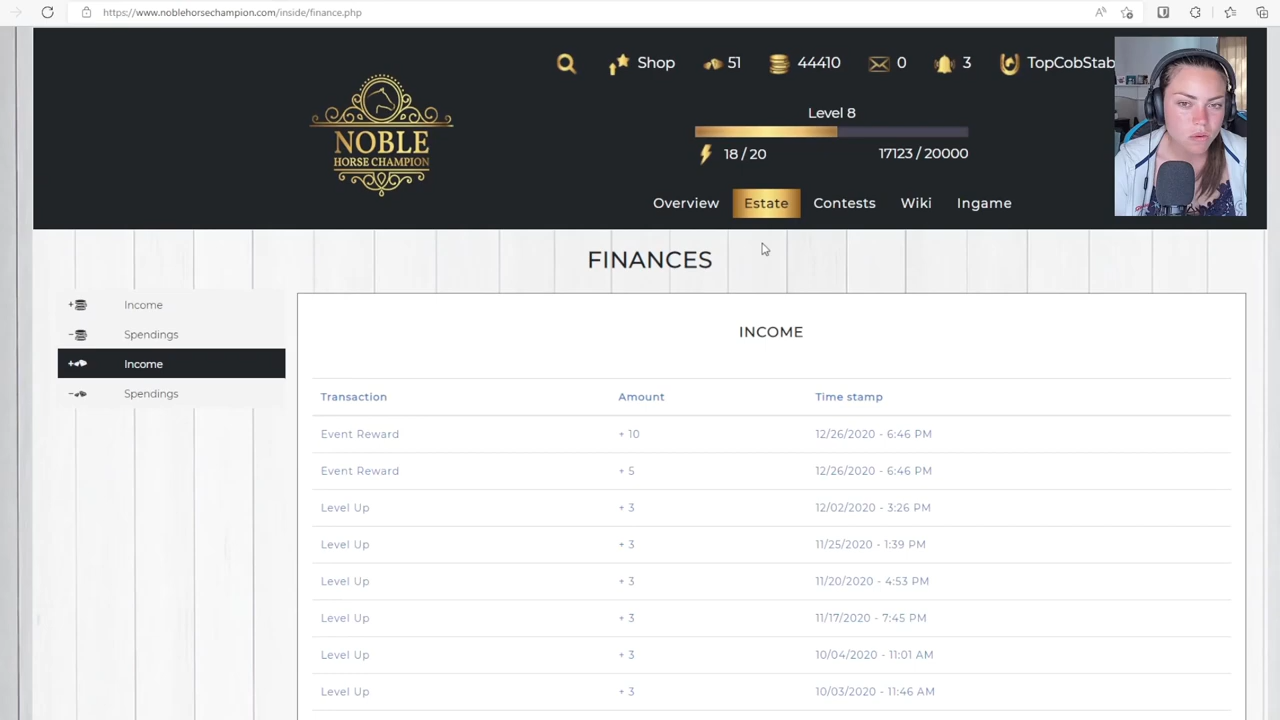 https://www.noblehorsechampion.com/inside/finance.php
Shop 51 44410 0 3 TopCobStab
NOBLE
HORSE CHAMPION
Level 8
18 / 20 17123 / 20000
Overview Estate Contests Wiki Ingame
FINANCES
Income
Spendings
Income
Spendings
INCOME
Transaction Amount Time stamp
Event Reward + 10 12/26/2020 - 6:46 PM
Event Reward + 5 12/26/2020 - 6:46 PM
Level Up + 3 12/02/2020 - 3:26 PM
Level Up + 3 11/25/2020 - 1:39 PM
Level Up + 3 11/20/2020 - 4:53 PM
Level Up + 3 11/17/2020 - 7:45 PM
Level Up + 3 10/04/2020 - 11:01 AM
Level Up + 3 10/03/2020 - 11:46 AM